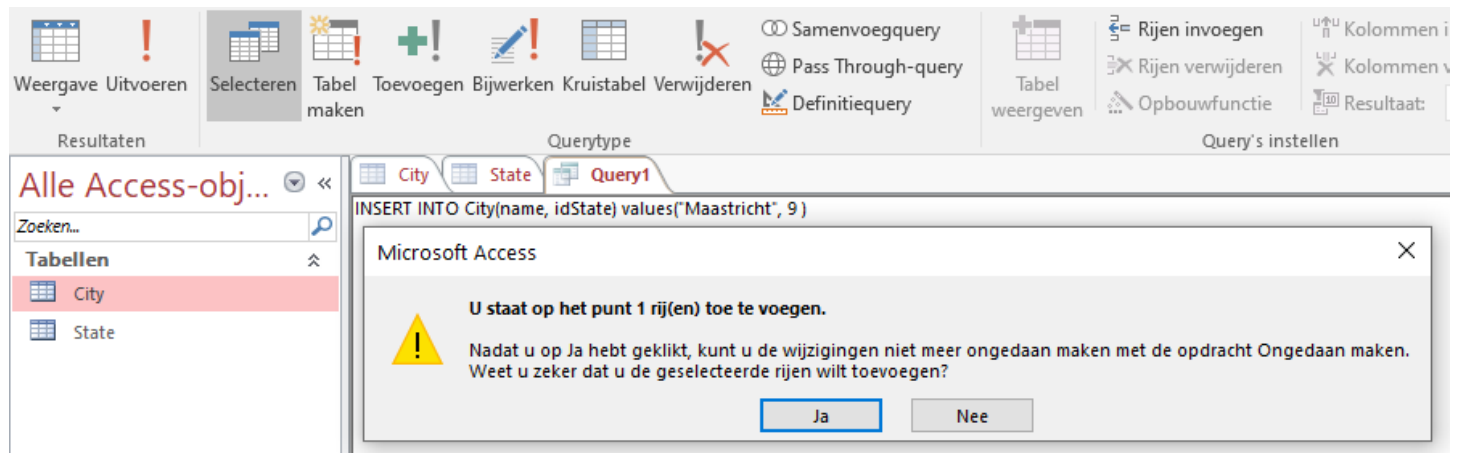 Weergave Uitvoeren
Resultaten
Selecteren
Tabel
maken
Toevoegen Bijwerken Kruistabel Verwijderen
Samenvoegquery
Pass Through-query
Definitiequery
Querytype
Tabel
weergeven
Rijen invoegen
Rijen verwijderen
Opbouwfunctie
Kolommen i
Kolommen v
Resultaat:
Query's instellen
Alle Access-obj... «
Zoeken...
Tabellen
City
State
City State Query1
INSERT INTO City(name, idState) values("Maastricht", 9 )
Microsoft Access
U staat op het punt 1 rij(en) toe te voegen.
Nadat u op Ja hebt geklikt, kunt u de wijzigingen niet meer ongedaan maken met de opdracht Ongedaan maken.
Weet u zeker dat u de geselecteerde rijen wilt toevoegen?
Ja Nee